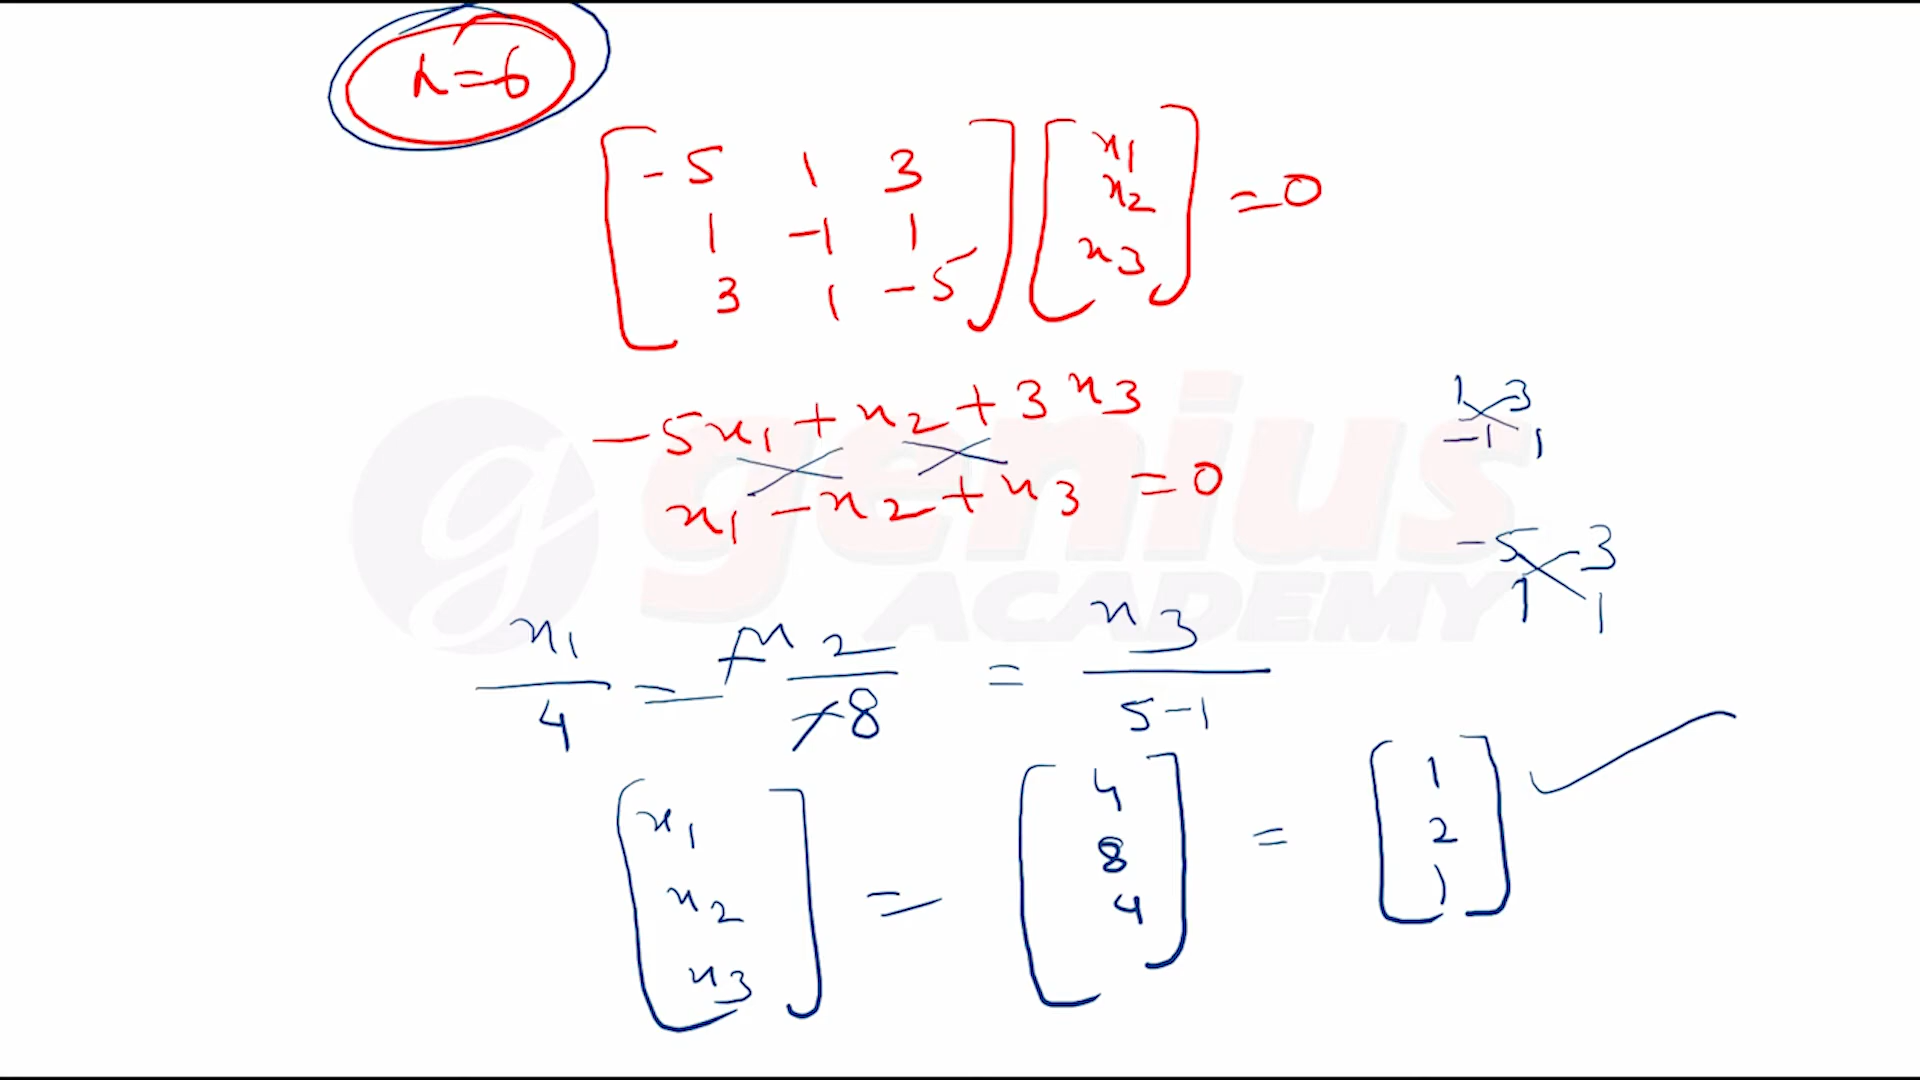 λ=6
[-5 1 3] [x1]
[1 -1 1] [x2] =0
[3 1 -5] [x3]
-5x1+x2+3x3
x1-x2+x3=0
1 3
-1 1
-5 3
1 1
x1/4 = -x2/-8 = x3/5-1
[x1] [4] [1]
[x2] = [8] = [2]
[x3] [4] [1]
genius
ACADEMY